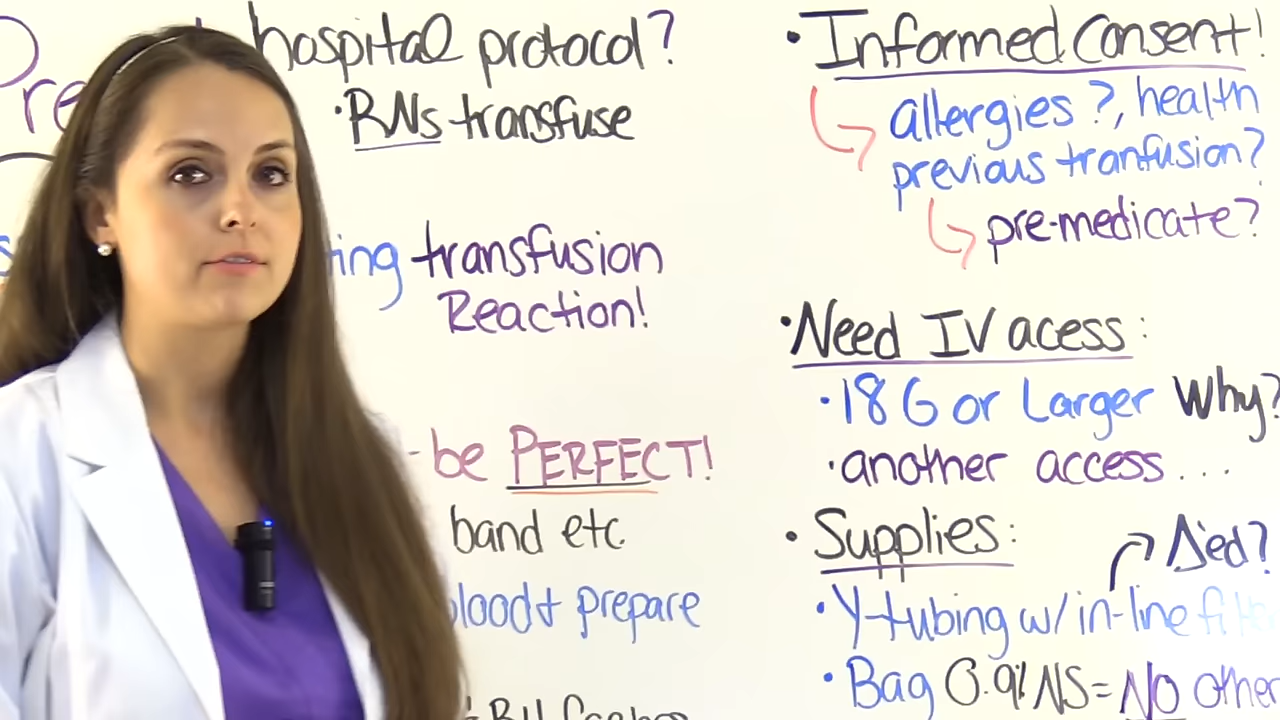 hospital protocol?
·RNs transfuse
ing transfusion
Reaction!
- be PERFECT!
band etc
blood + prepare
• Informed Consent!
allergies?, health
previous tranfusion?
pre-medicate?
•Need IV acess:
•18 G or Larger Why?
•another access ...
• Supplies:
Δ'ed?
•Y-tubing w/ in-line
•Bag 0.9% NS = NO other